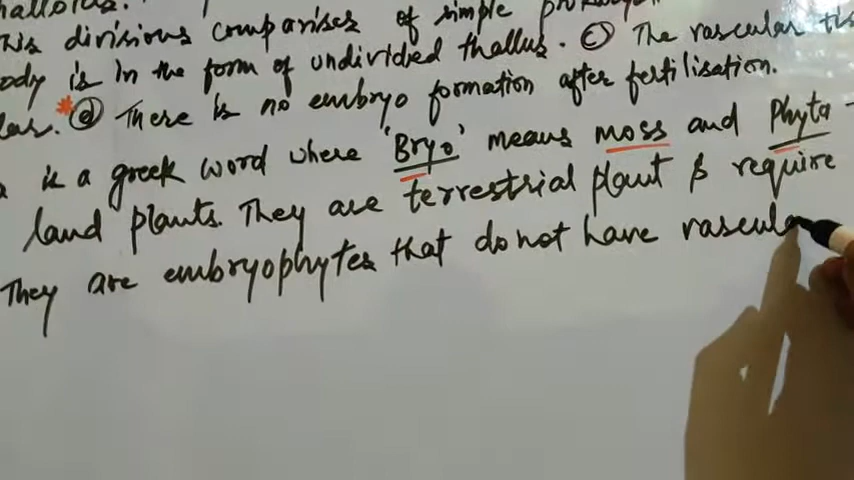 This divisions comparises of simple
body is in the form of undivided thallus. (c) The vascular
* (d) There is no embryo formation after fertilisation.
is a greek word where 'Bryo' means moss and Phyta -
land plants. They are terrestrial plant & require
They are embryophytes that do not have vascula